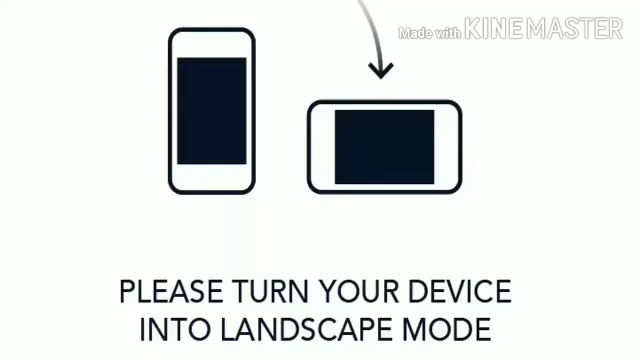 Made with KINEMASTER
PLEASE TURN YOUR DEVICE
INTO LANDSCAPE MODE